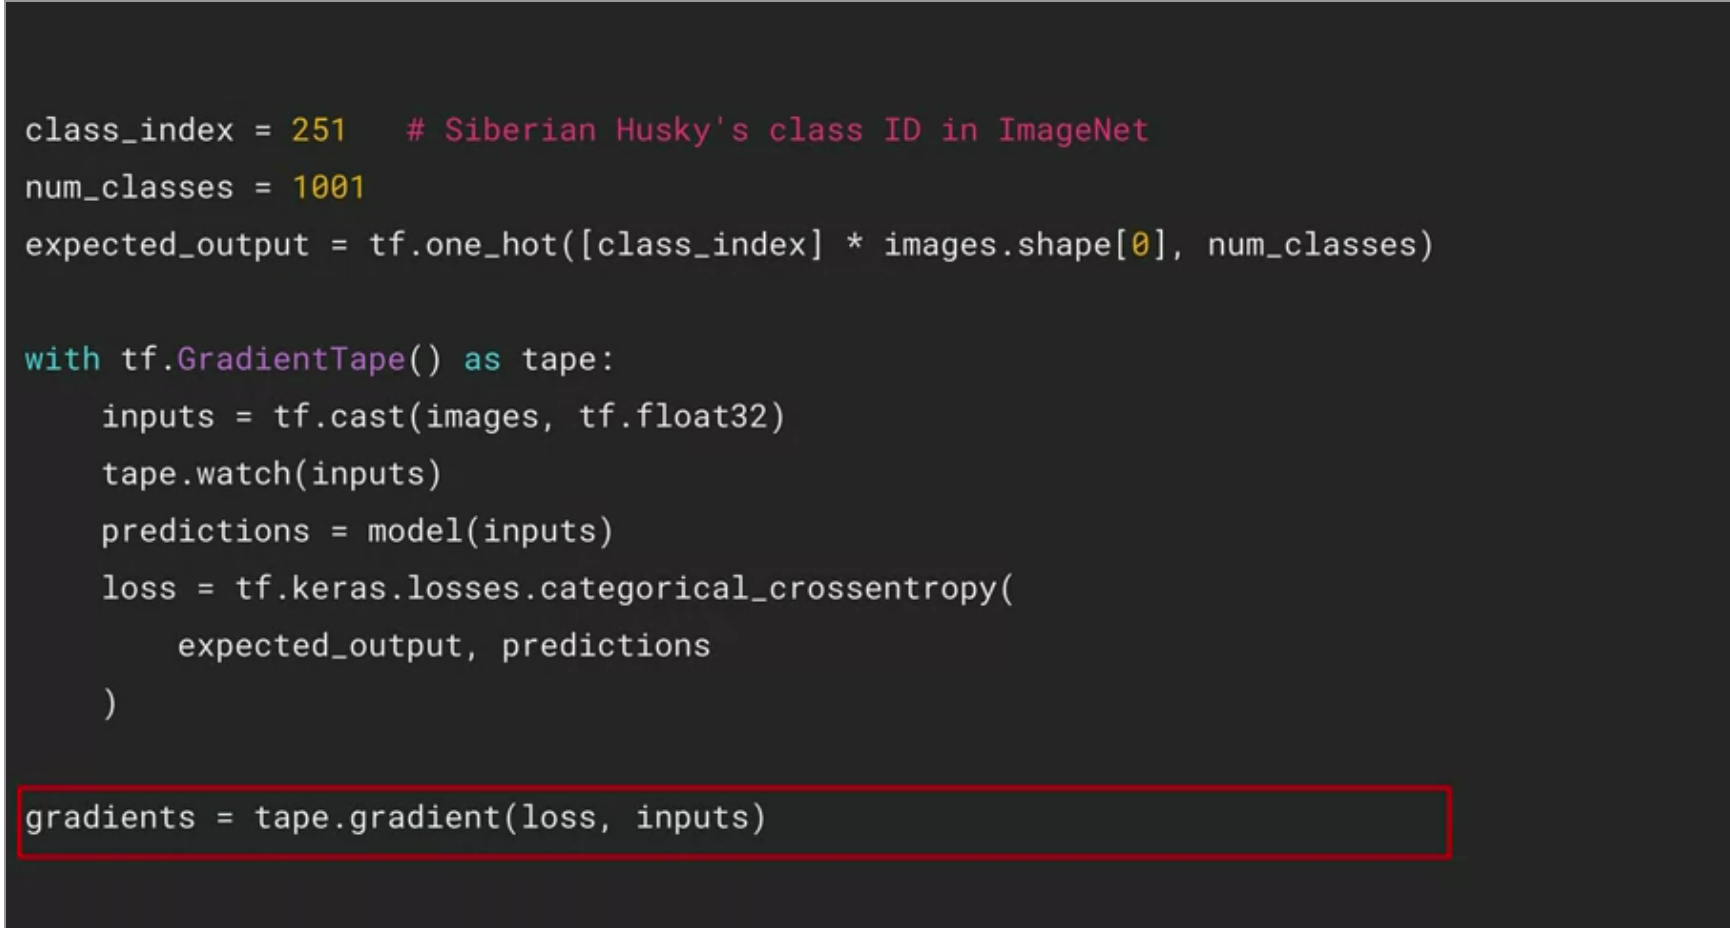 class_index = 251   # Siberian Husky's class ID in ImageNet
num_classes = 1001
expected_output = tf.one_hot([class_index] * images.shape[0], num_classes)
with tf.GradientTape() as tape:
    inputs = tf.cast(images, tf.float32)
    tape.watch(inputs)
    predictions = model(inputs)
    loss = tf.keras.losses.categorical_crossentropy(
        expected_output, predictions
    )
gradients = tape.gradient(loss, inputs)